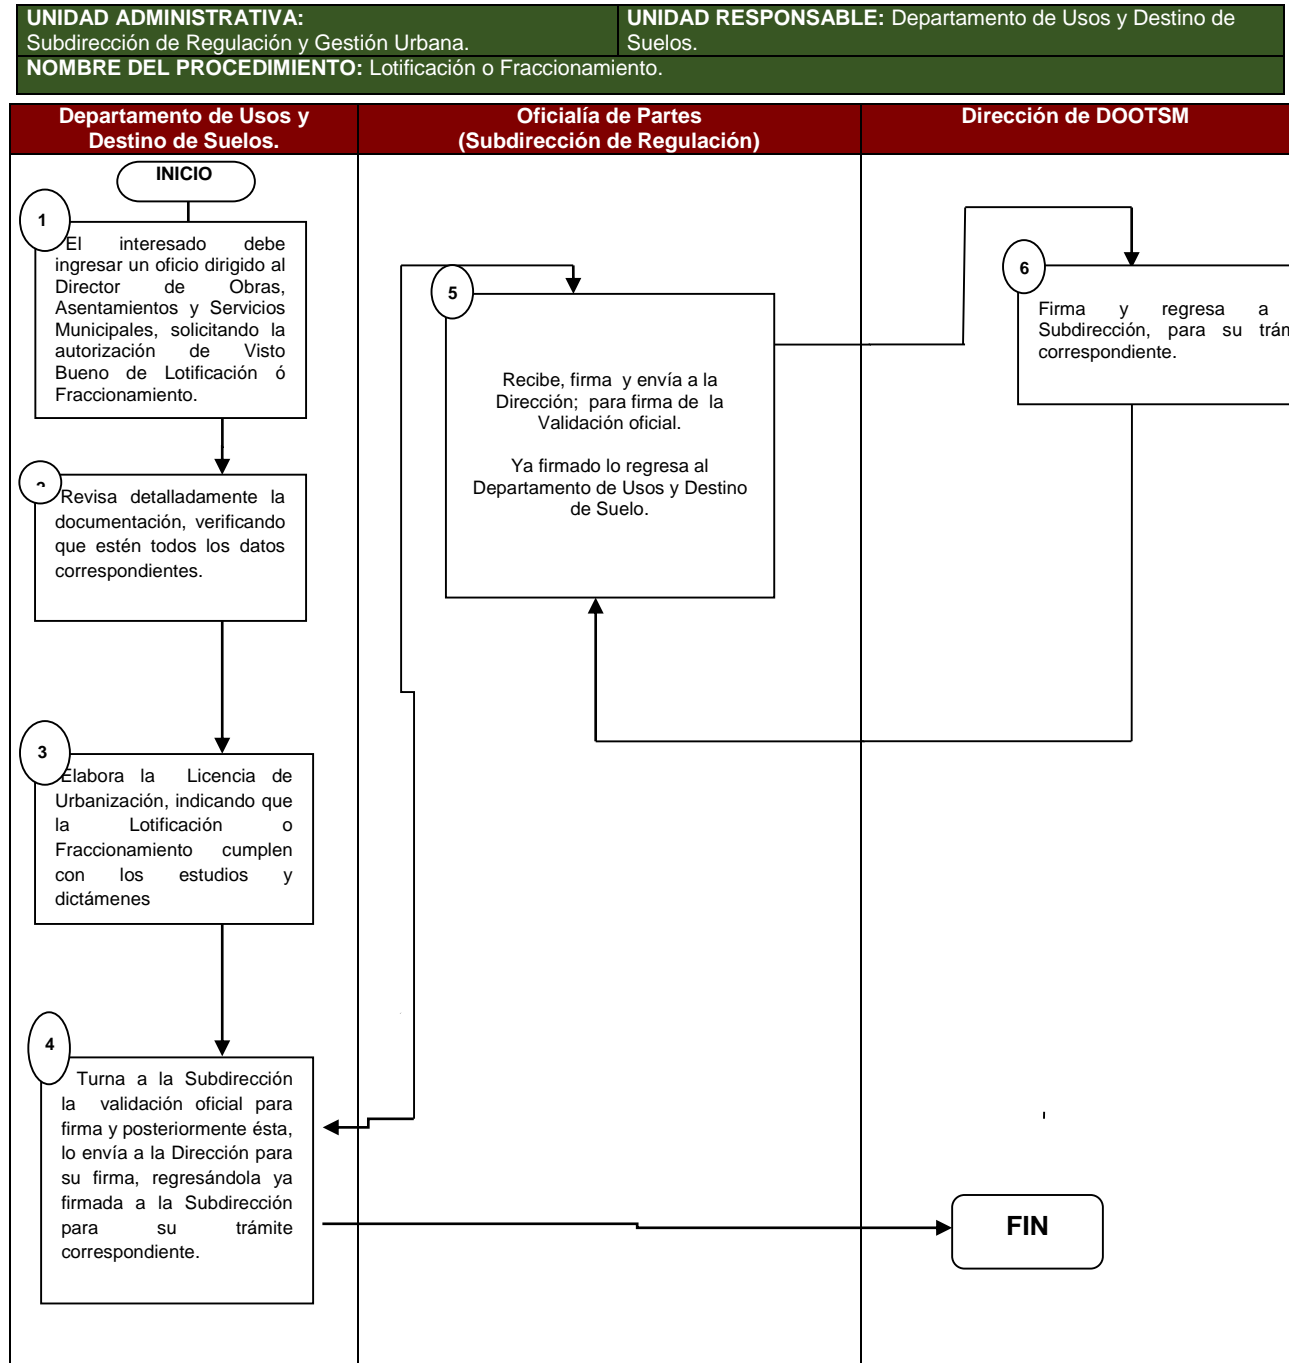 UNIDAD ADMINISTRATIVA:
Subdirección de Regulación y Gestión Urbana.
UNIDAD RESPONSABLE: Departamento de Usos y Destino de
Suelos.
NOMBRE DEL PROCEDIMIENTO: Lotificación o Fraccionamiento.
Departamento de Usos y
Destino de Suelos.
Oficialía de Partes
(Subdirección de Regulación)
Dirección de DOOTSM
INICIO
1
El interesado debe
ingresar un oficio dirigido al
Director de Obras,
Asentamientos y Servicios
Municipales, solicitando la
autorización de Visto
Bueno de Lotificación ó
Fraccionamiento.
Revisa detalladamente la
documentación, verificando
que estén todos los datos
correspondientes.
3
Elabora la Licencia de
Urbanización, indicando que
la Lotificación o
Fraccionamiento cumplen
con los estudios y
dictámenes
4
Turna a la Subdirección
la validación oficial para
firma y posteriormente ésta,
lo envía a la Dirección para
su firma, regresándola ya
firmada a la Subdirección
para su trámite
correspondiente.
5
Recibe, firma y envía a la
Dirección; para firma de la
Validación oficial.
Ya firmado lo regresa al
Departamento de Usos y Destino
de Suelo.
6
Firma y regresa a
Subdirección, para su
correspondiente.
FIN